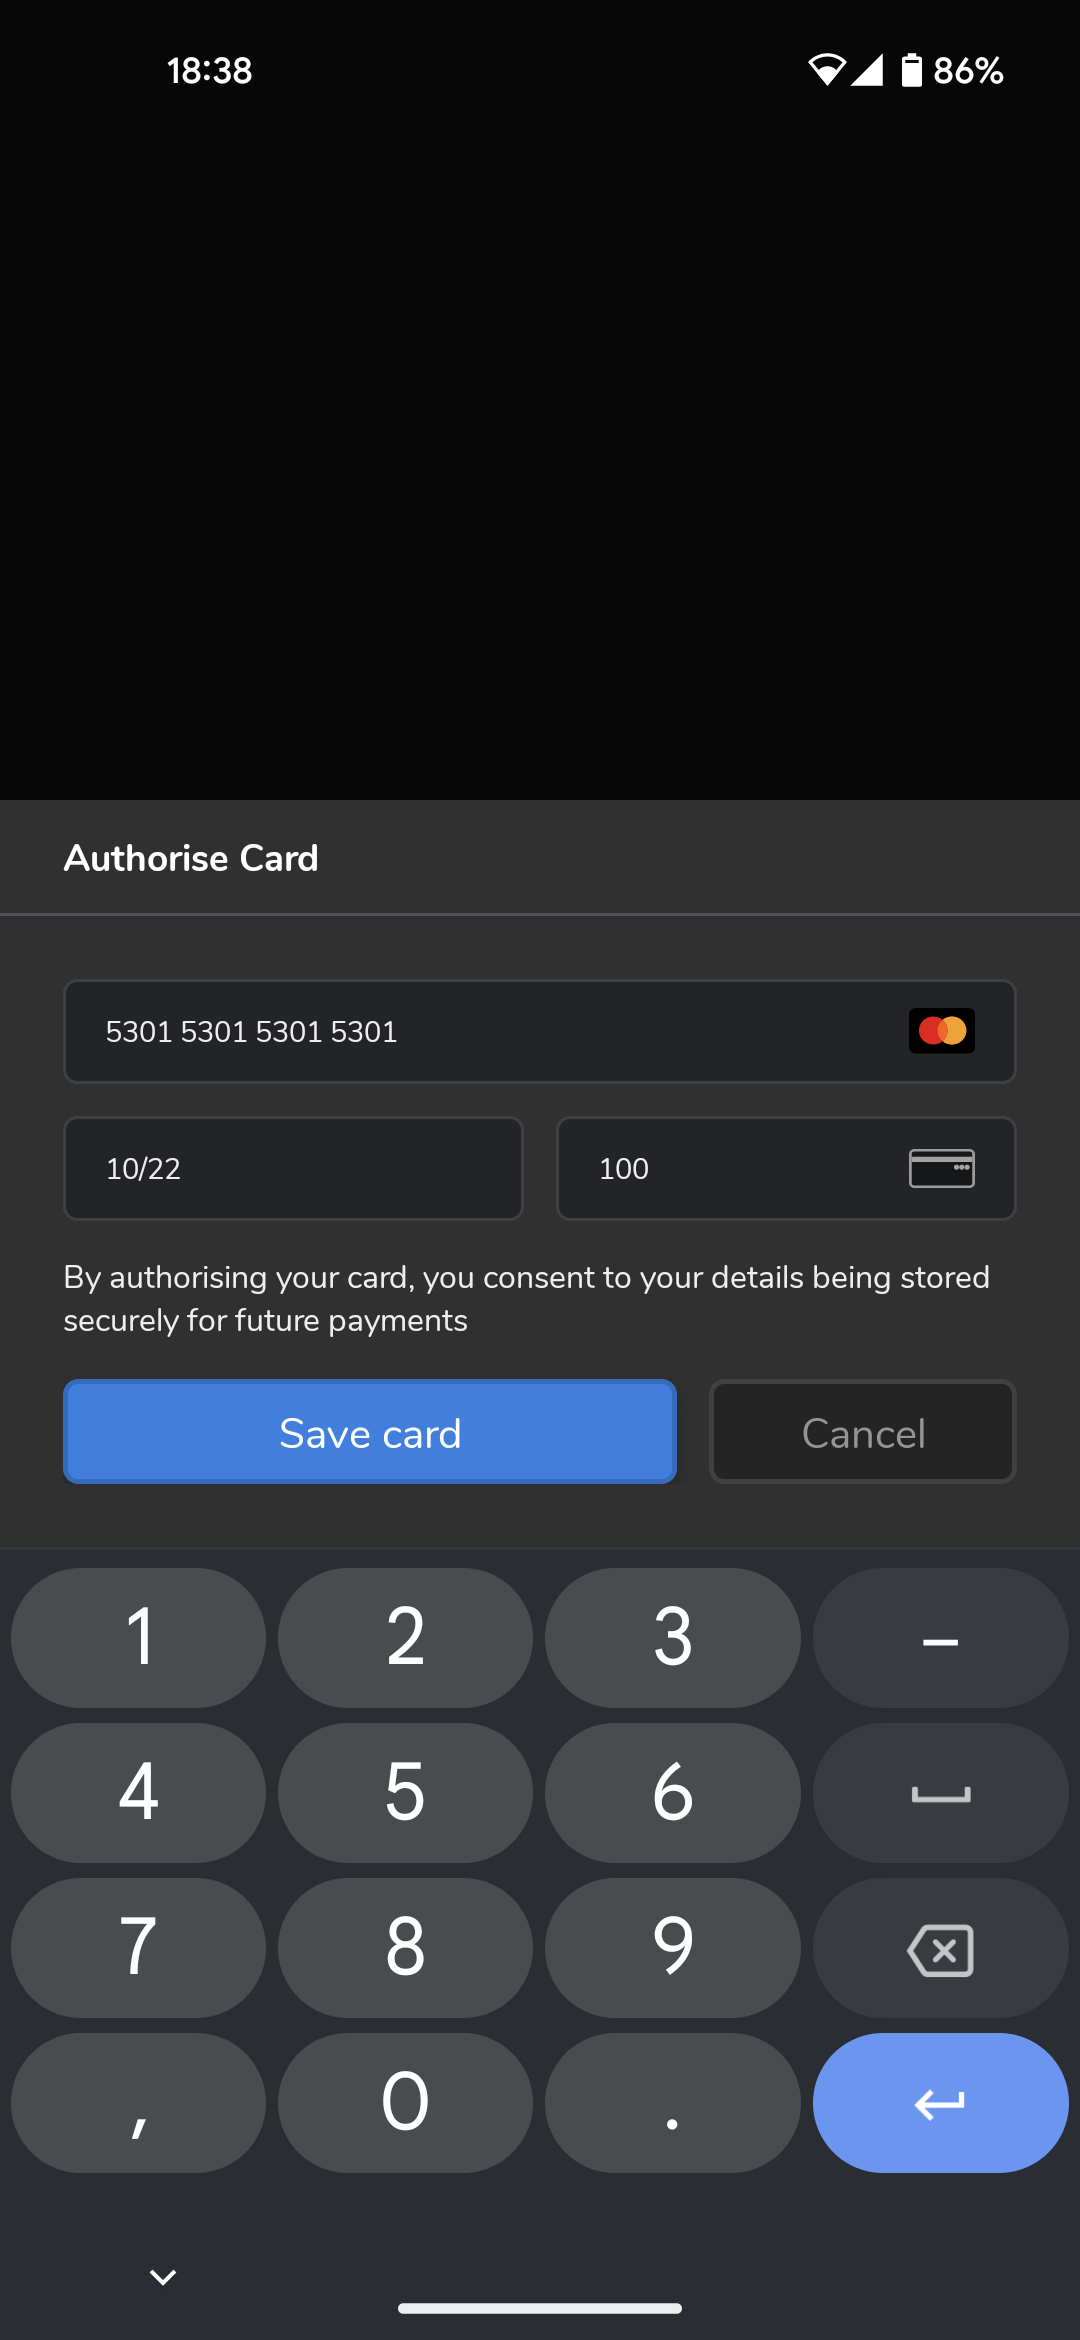 18:38 86%
Authorise Card
5301 5301 5301 5301
10/22 100
By authorising your card, you consent to your details being stored
securely for future payments
Save card Cancel
1 2 3 –
4 5 6
7 8 9
, 0 .